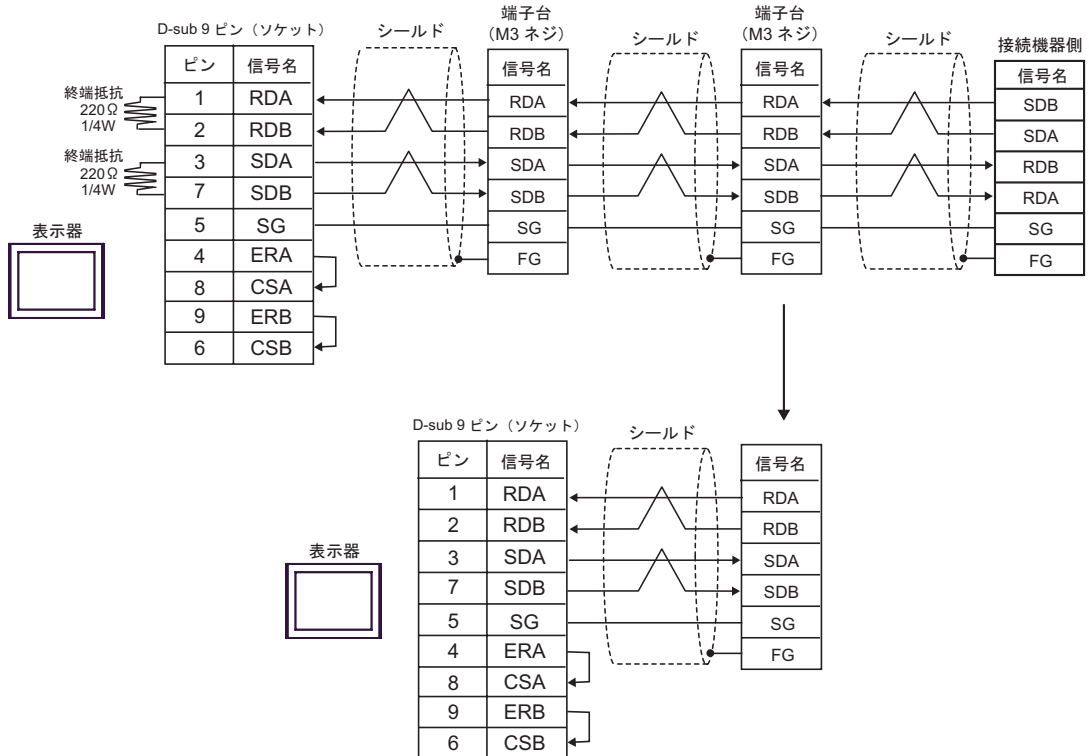 D-sub 9 ピン（ソケット）
ピン 信号名
1 RDA
2 RDB
3 SDA
7 SDB
5 SG
4 ERA
8 CSA
9 ERB
6 CSB
終端抵抗
220Ω
1/4W
終端抵抗
220Ω
1/4W
表示器
シールド
端子台
（M3 ネジ）
信号名
RDA
RDB
SDA
SDB
SG
FG
シールド
端子台
（M3 ネジ）
信号名
RDA
RDB
SDA
SDB
SG
FG
シールド
接続機器側
信号名
SDB
SDA
RDB
RDA
SG
FG
D-sub 9 ピン（ソケット）
ピン 信号名
1 RDA
2 RDB
3 SDA
7 SDB
5 SG
4 ERA
8 CSA
9 ERB
6 CSB
表示器
シールド
信号名
RDA
RDB
SDA
SDB
SG
FG